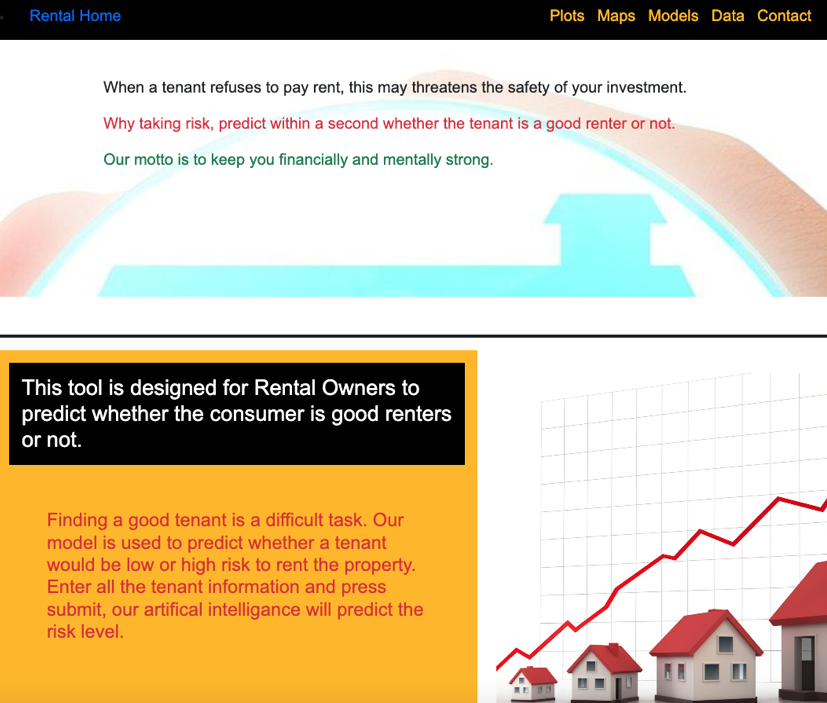 Rental Home Plots Maps Models Data Contact
When a tenant refuses to pay rent, this may threatens the safety of your investment.
Why taking risk, predict within a second whether the tenant is a good renter or not.
Our motto is to keep you financially and mentally strong.
This tool is designed for Rental Owners to
predict whether the consumer is good renters
or not.
Finding a good tenant is a difficult task. Our
model is used to predict whether a tenant
would be low or high risk to rent the property.
Enter all the tenant information and press
submit, our artifical intelligance will predict the
risk level.